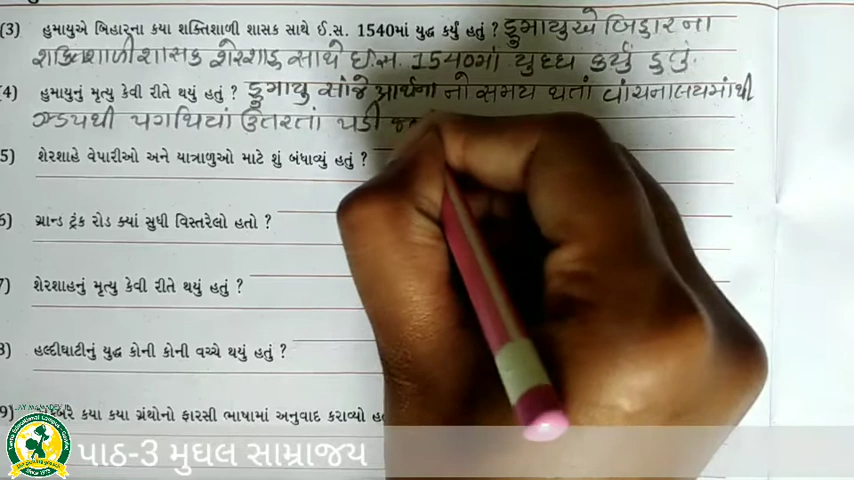 (3) હુમાયુએ બિહારના કયા શક્તિશાળી શાસક સાથે ઈ.સ. 1540માં યુદ્ધ કર્યું હતું ? હુમાયુએ બિહારના
શક્તિશાળી શાસક શેરશાહ સાથે ઈ.સ. 1540માં યુદ્ધ કર્યું હતું.
(4) હુમાયુનું મૃત્યુ કેવી રીતે થયું હતું ? હુમાયુ સાંજે પ્રાર્થના નો સમય થતાં વાંચનાલયમાંથી
ઝડપથી પગથિયાં ઉતરતાં પડી
5) શેરશાહે વેપારીઓ અને યાત્રાળુઓ માટે શું બંધાવ્યું હતું ?
6) ગ્રાન્ડ ટ્રંક રોડ ક્યાં સુધી વિસ્તરેલો હતો ?
7) શેરશાહનું મૃત્યુ કેવી રીતે થયું હતું ?
8) હલ્દીઘાટીનું યુદ્ધ કોની કોની વચ્ચે થયું હતું ?
9) કયા કયા ગ્રંથોનો ફારસી ભાષામાં અનુવાદ કરાવ્યો
પાઠ-3 મુઘલ સામ્રાજ્ય